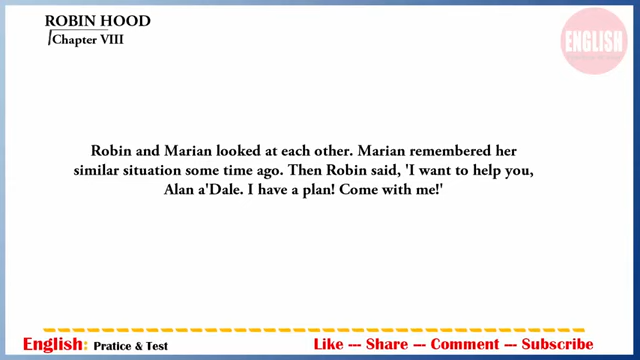 ROBIN HOOD
Chapter VIII
ENGLISH
Robin and Marian looked at each other. Marian remembered her
similar situation some time ago. Then Robin said, 'I want to help you,
Alan a'Dale. I have a plan! Come with me!'
English: Pratice & Test
Like --- Share --- Comment --- Subscribe